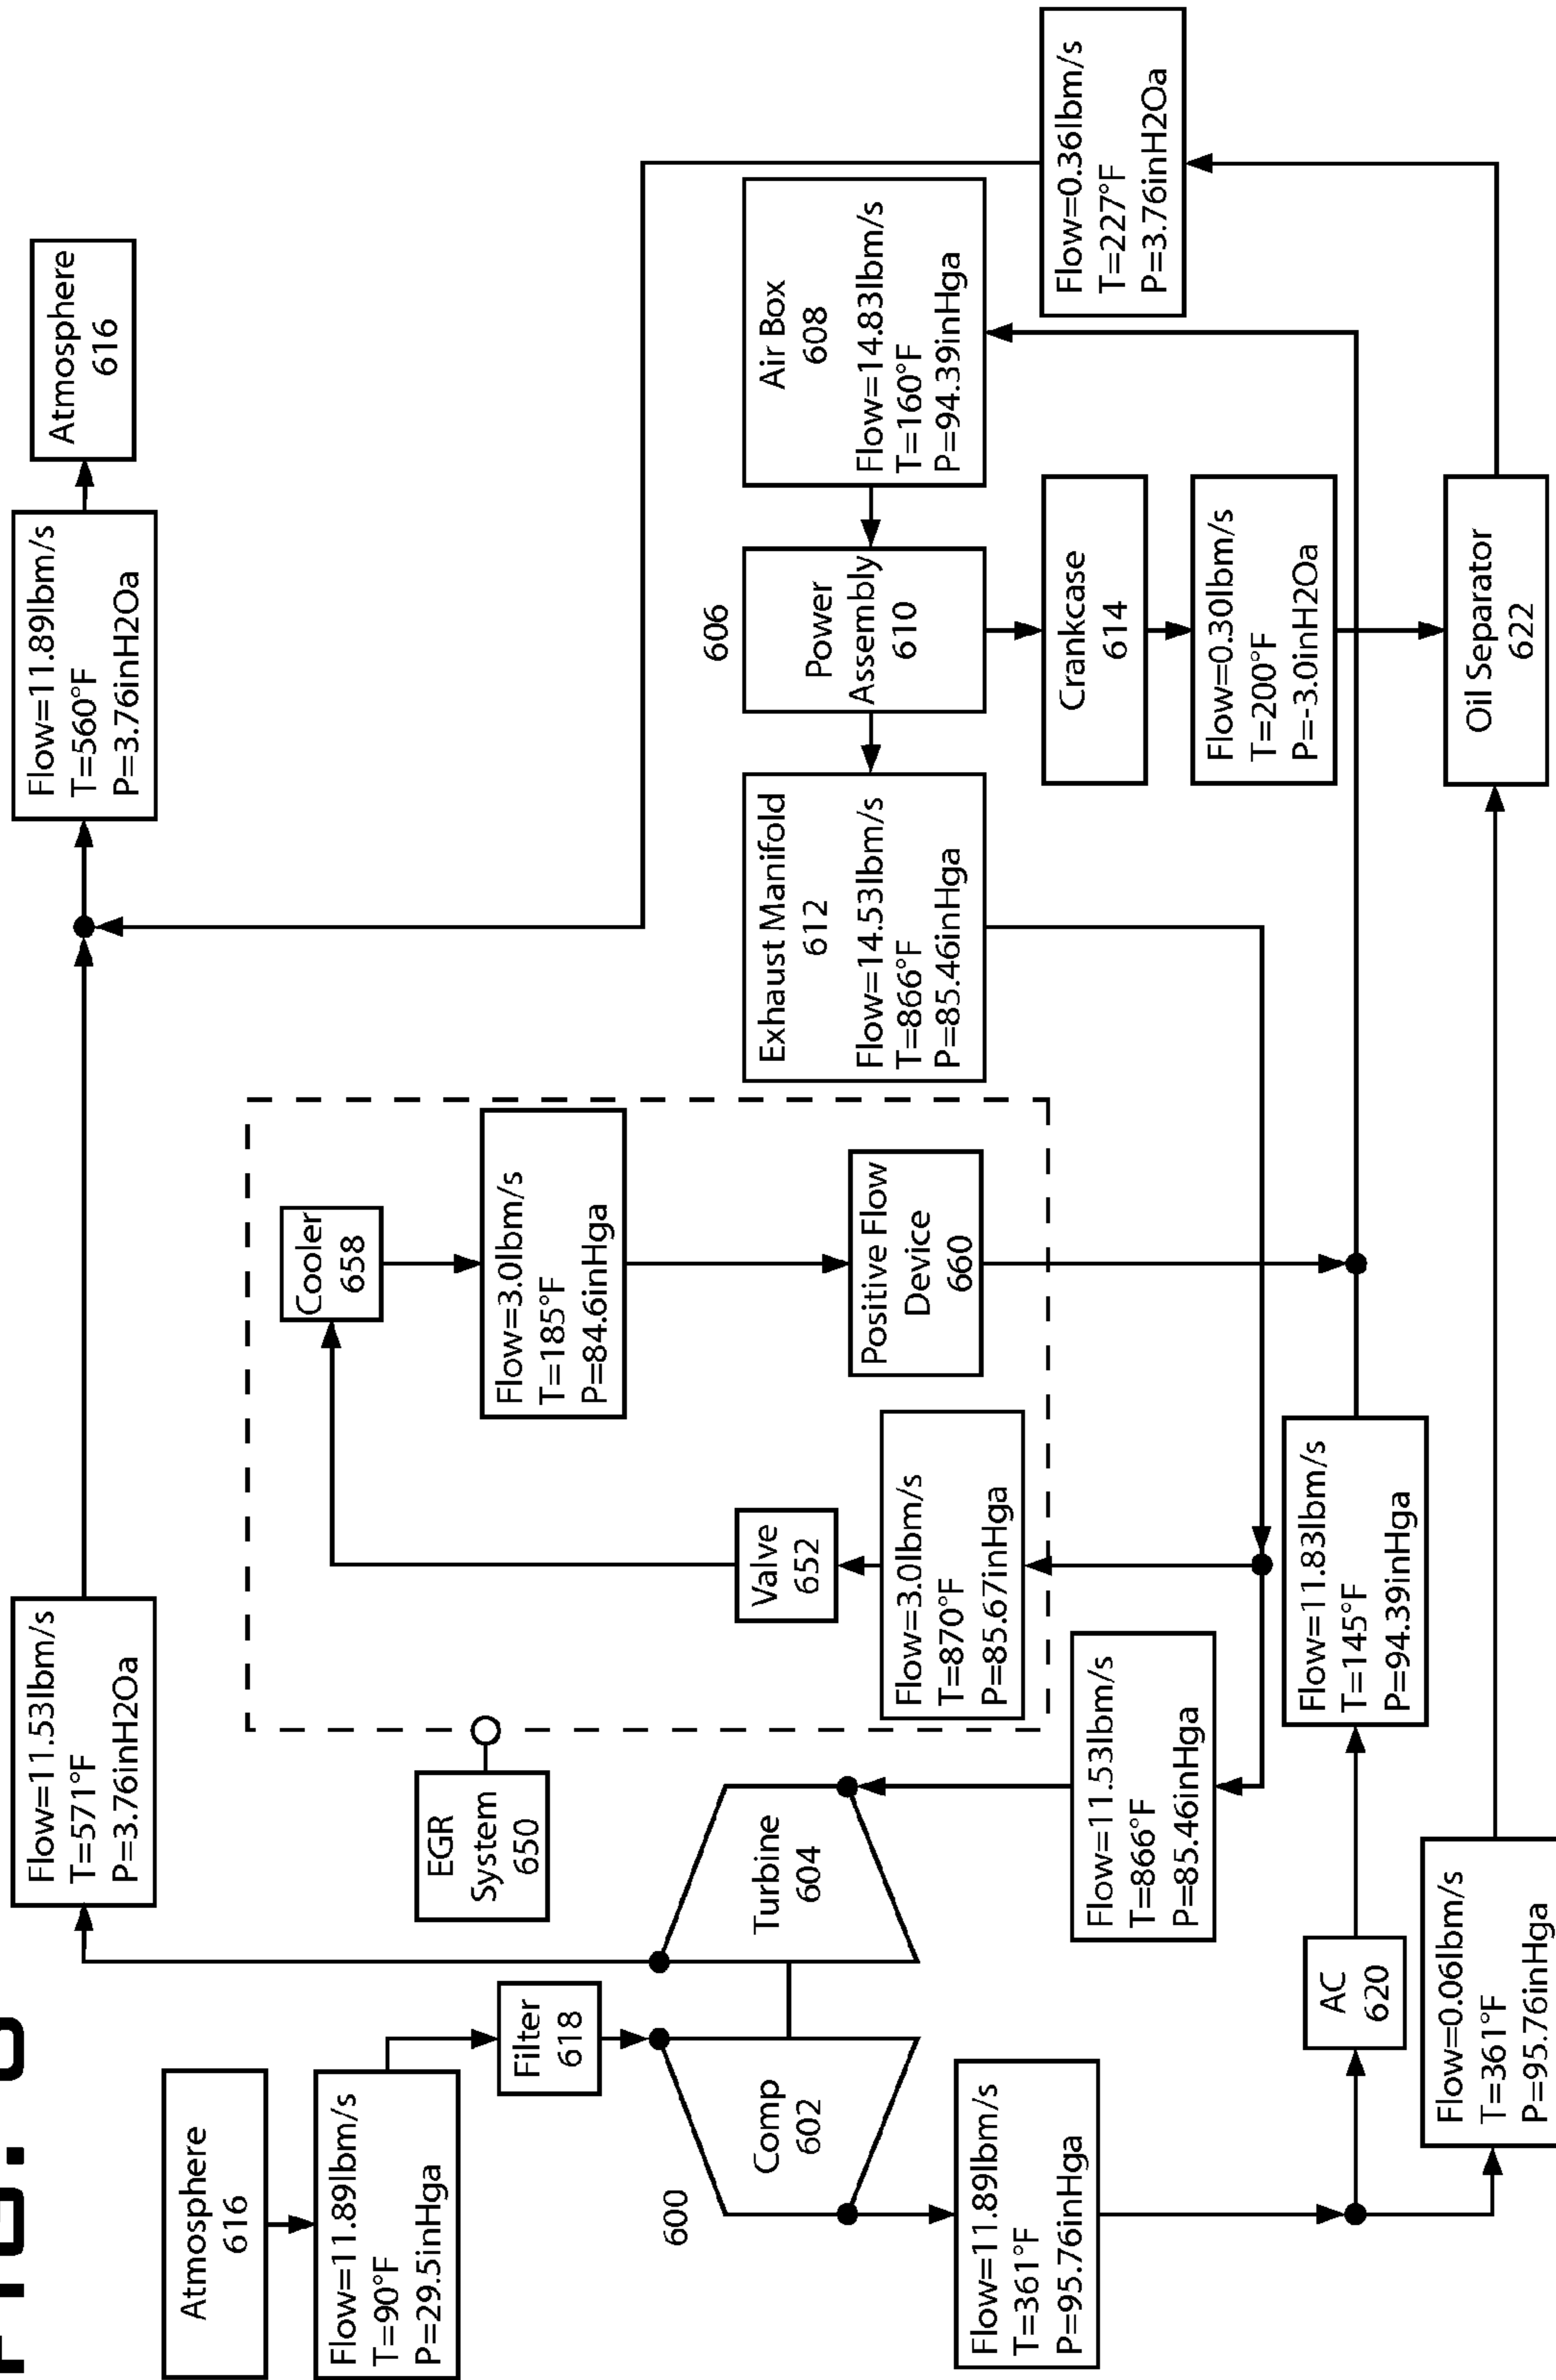 Flow=11.53lbm/s
T=571°F
P=3.76inH2Oa
Flow=11.89lbm/s
T=560°F
P=3.76inH2Oa
Atmosphere
616
Atmosphere
616
Flow=11.89lbm/s
T=90°F
P=29.5inHga
Filter
618
EGR
System
650
Cooler
658
Flow=3.0lbm/s
T=185°F
P=84.6inHga
600
Comp
602
Turbine
604
Valve
652
Positive Flow
Device
660
Flow=3.0lbm/s
T=870°F
P=85.67inHga
Exhaust Manifold
612
Flow=14.53lbm/s
T=866°F
P=85.46inHga
606
Power
Assembly
610
Air Box
608
Flow=14.83lbm/s
T=160°F
P=94.39inHga
Flow=11.89lbm/s
T=361°F
P=95.76inHga
Flow=11.53lbm/s
T=866°F
P=85.46inHga
Crankcase
614
Flow=0.36lbm/s
T=227°F
P=3.76inH2Oa
Flow=0.30lbm/s
T=200°F
P=-3.0inH2Oa
AC
620
Flow=11.83lbm/s
T=145°F
P=94.39inHga
Flow=0.06lbm/s
T=361°F
P=95.76inHga
Oil Separator
622